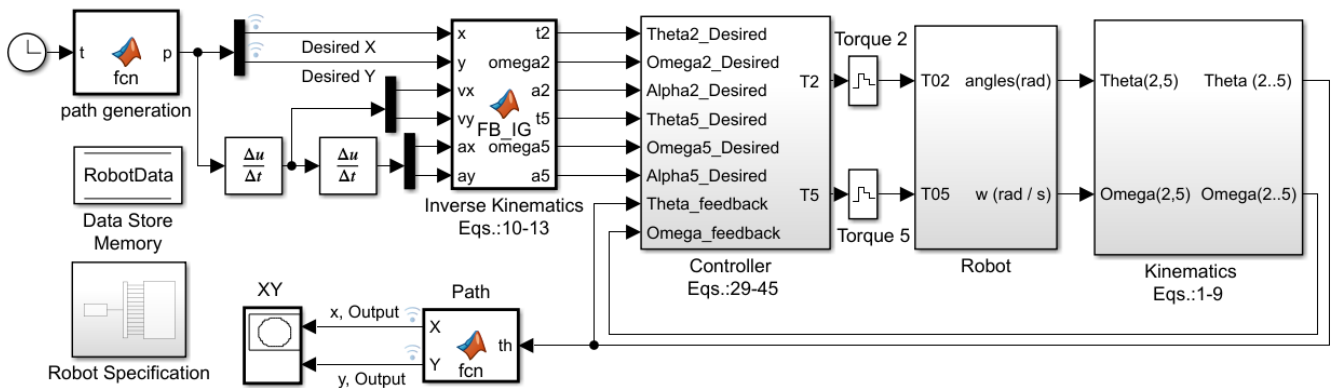 t
p
fcn
path generation
Desired X
Desired Y
Δu
Δt
Δu
Δt
RobotData
Data Store
Memory
Robot Specification
x
y
vx
vy
ax
ay
FB_IG
t2
omega2
a2
t5
omega5
a5
Inverse Kinematics
Eqs.:10-13
Theta2_Desired
Omega2_Desired
Alpha2_Desired
Theta5_Desired
Omega5_Desired
Alpha5_Desired
Theta_feedback
Omega_feedback
T2
T5
Controller
Eqs.:29-45
Torque 2
Torque 5
T02
angles(rad)
T05
w (rad / s)
Robot
Theta(2,5)
Theta (2..5)
Omega(2,5)
Omega(2..5)
Kinematics
Eqs.:1-9
XY
x, Output
y, Output
Path
X
Y
th
fcn